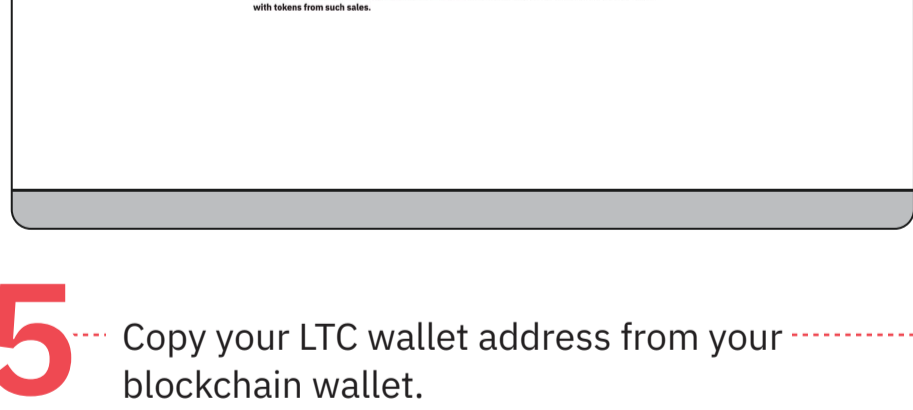 with tokens from such sales.
5
Copy your LTC wallet address from your
blockchain wallet.